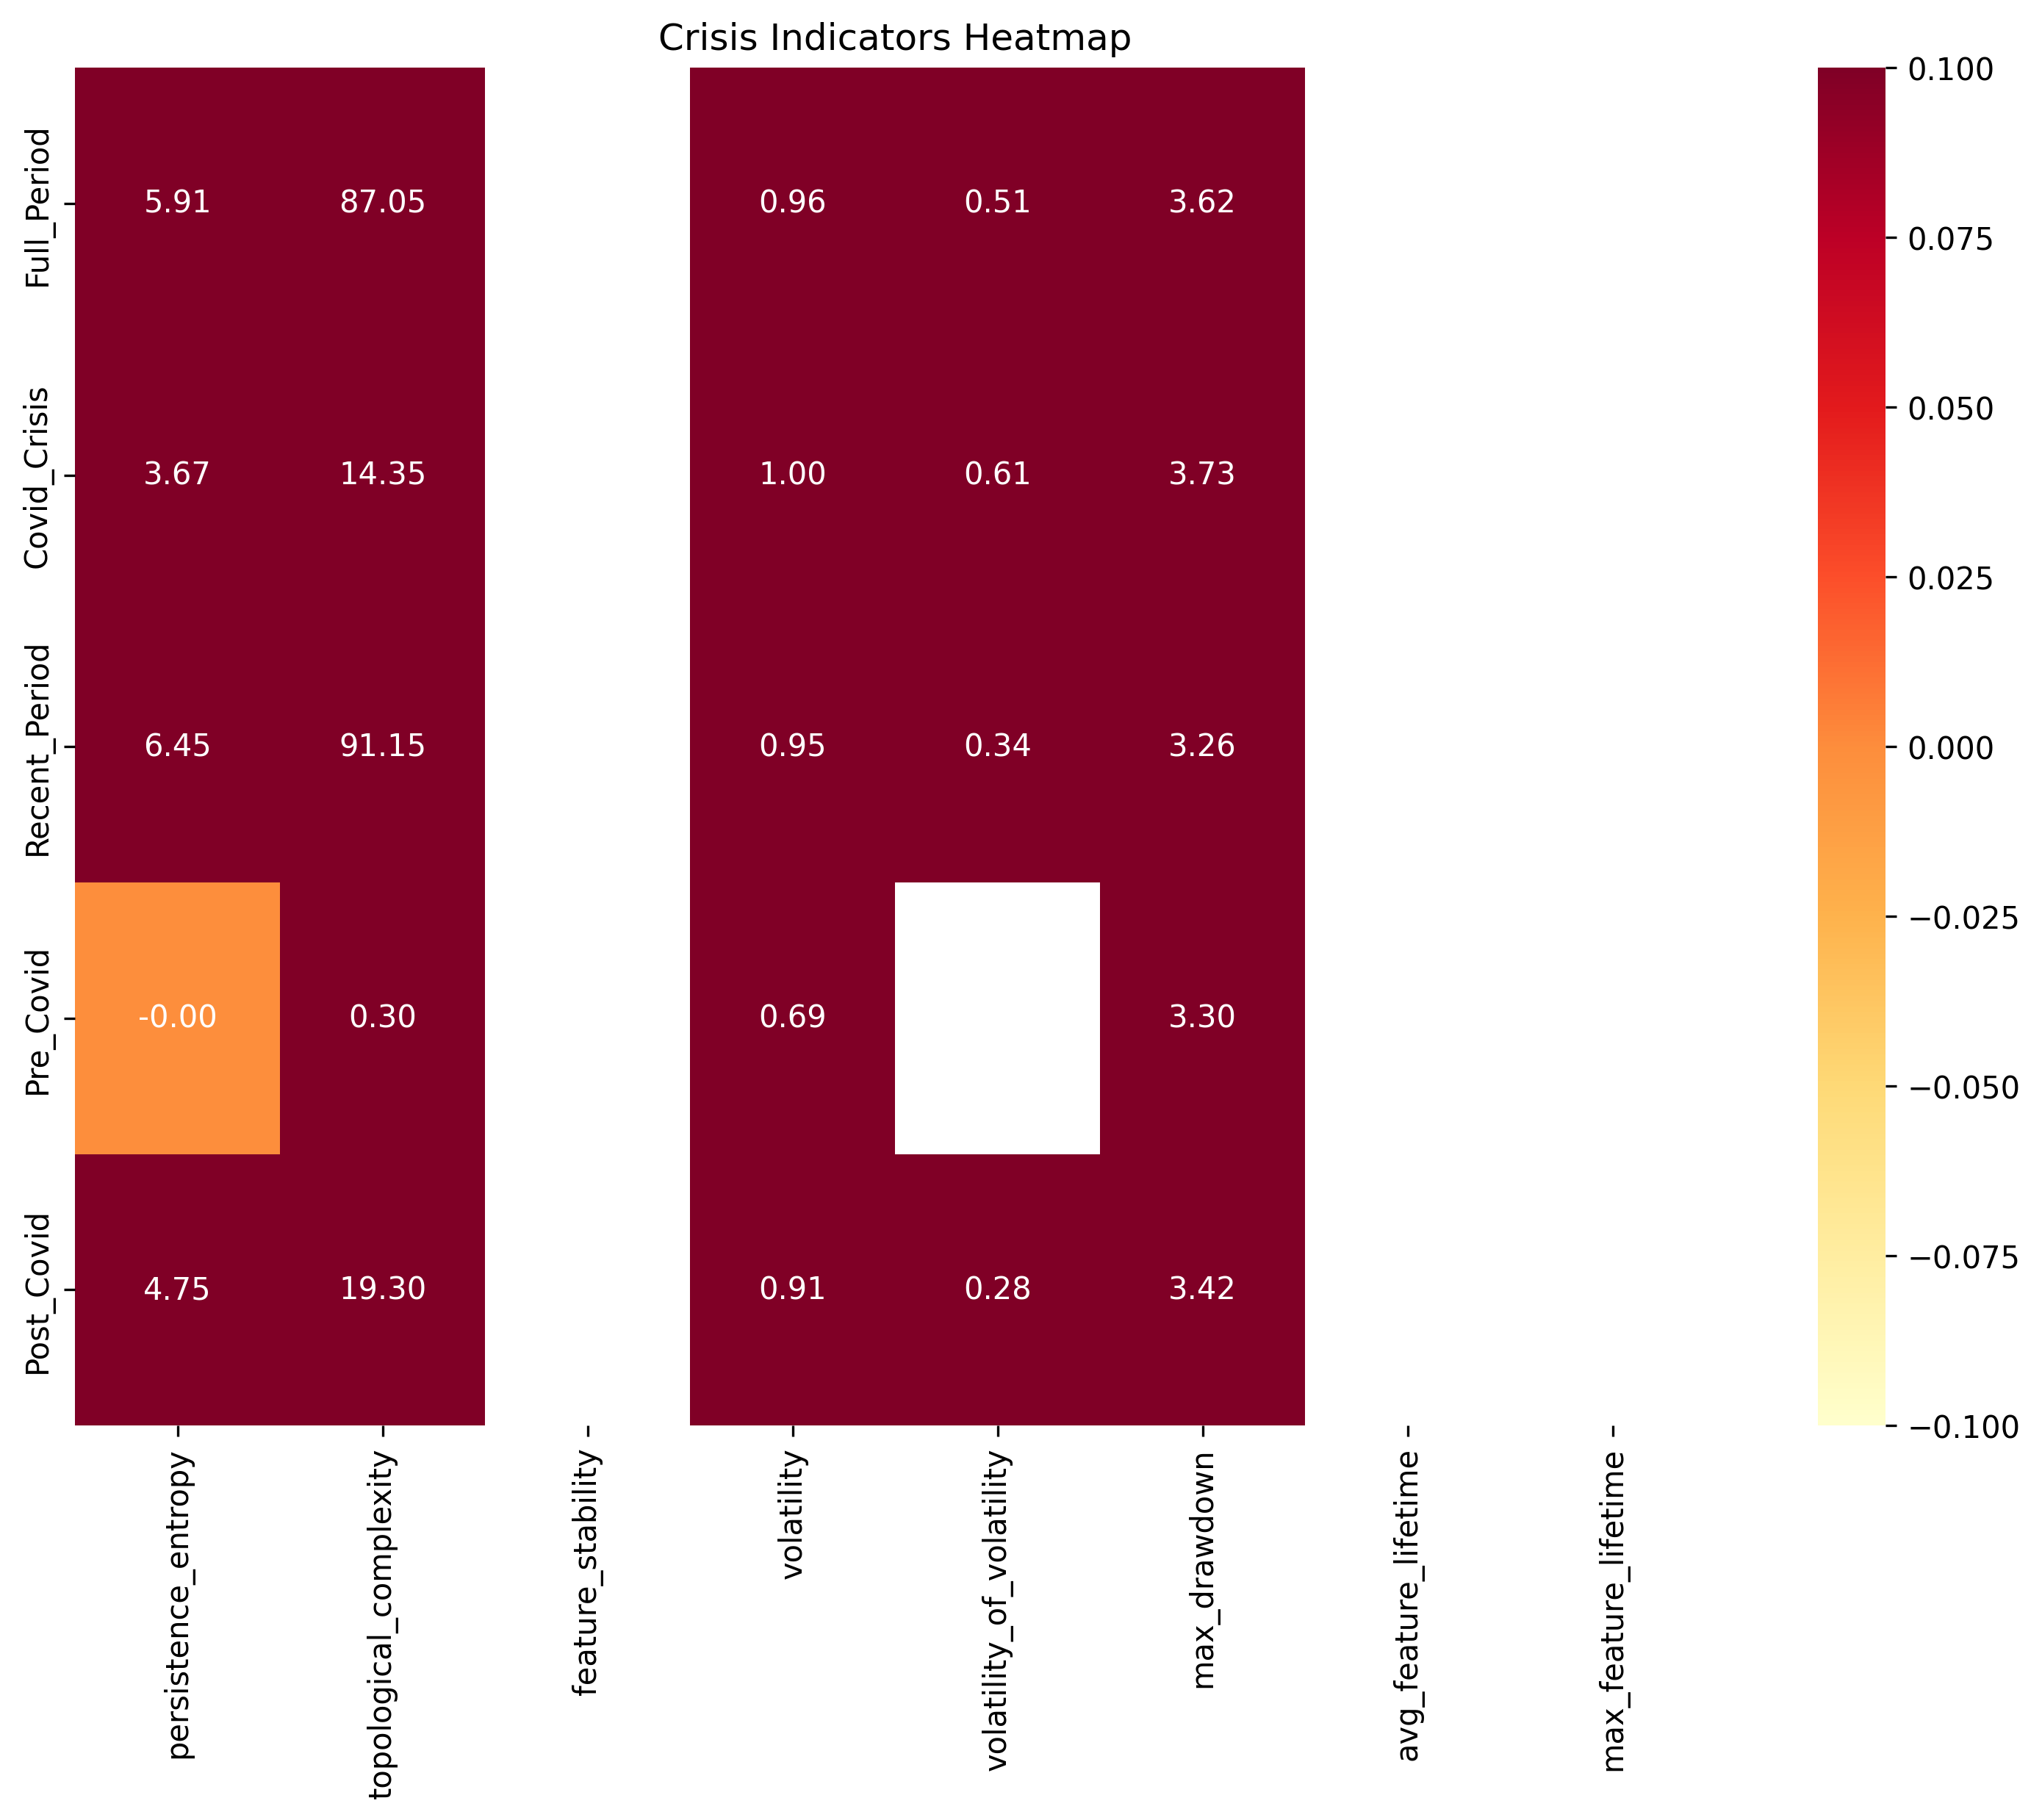 Crisis Indicators Heatmap
Full_Period
5.91 87.05 0.96 0.51 3.62
Covid_Crisis
3.67 14.35 1.00 0.61 3.73
Recent_Period
6.45 91.15 0.95 0.34 3.26
Pre_Covid
-0.00 0.30 0.69 3.30
Post_Covid
4.75 19.30 0.91 0.28 3.42
persistence_entropy
topological_complexity
feature_stability
volatility
volatility_of_volatility
max_drawdown
avg_feature_lifetime
max_feature_lifetime
0.100
0.075
0.050
0.025
0.000
−0.025
−0.050
−0.075
−0.100